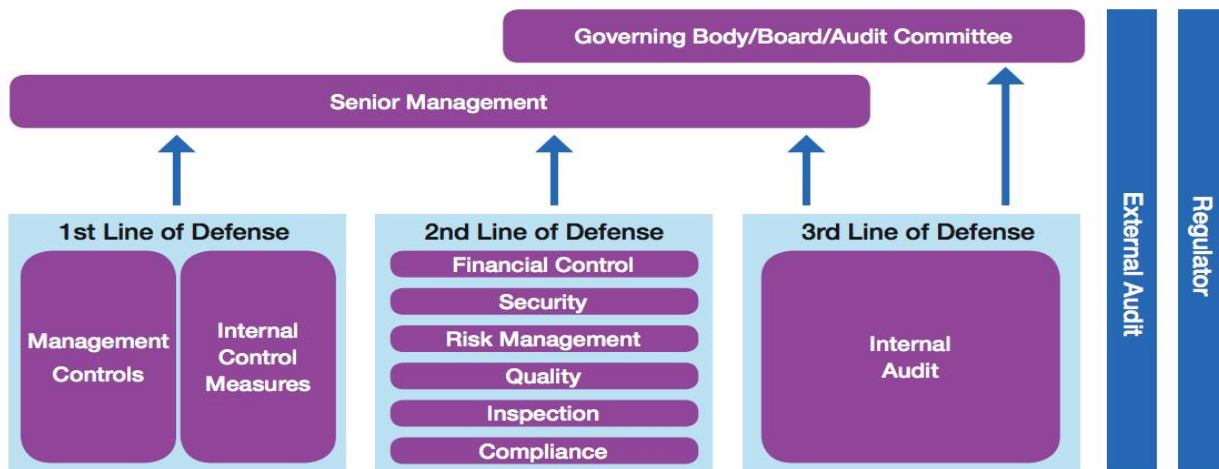 Governing Body/Board/Audit Committee
Senior Management
1st Line of Defense
Management
Controls
Internal
Control
Measures
2nd Line of Defense
Financial Control
Security
Risk Management
Quality
Inspection
Compliance
3rd Line of Defense
Internal
Audit
External Audit
Regulator